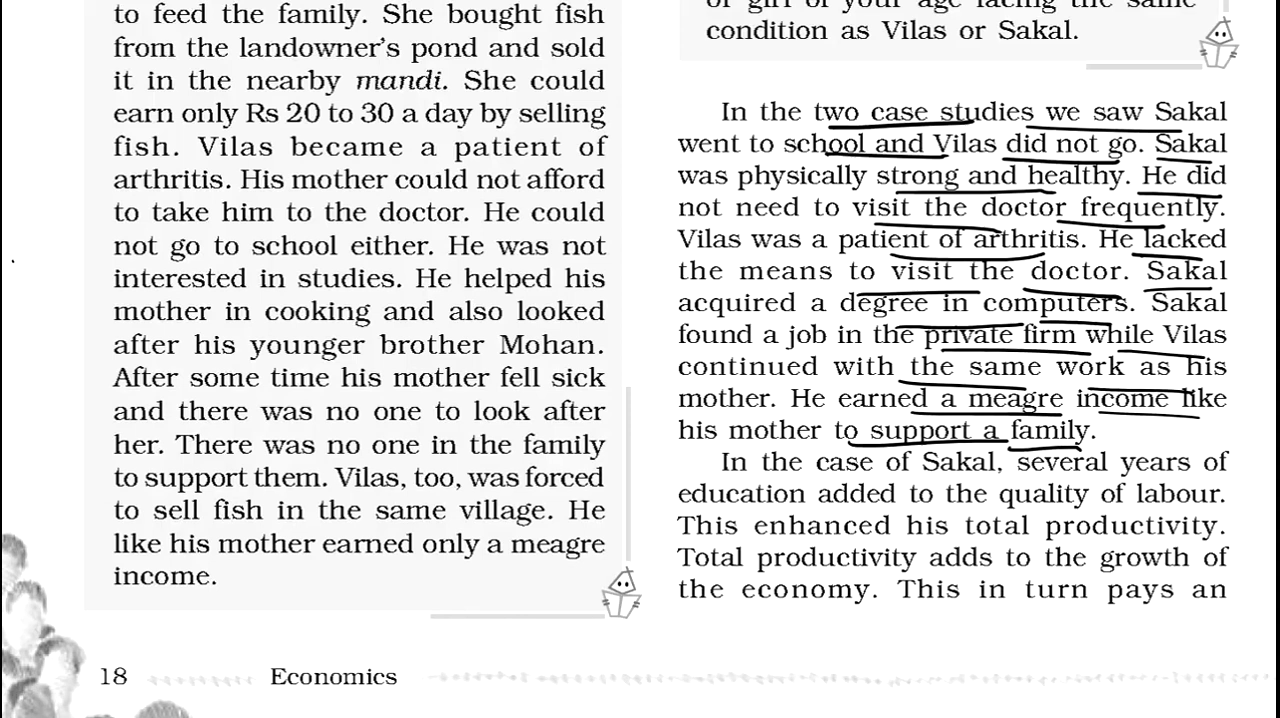 to feed the family. She bought fish
from the landowner's pond and sold
it in the nearby mandi. She could
earn only Rs 20 to 30 a day by selling
fish. Vilas became a patient of
arthritis. His mother could not afford
to take him to the doctor. He could
not go to school either. He was not
interested in studies. He helped his
mother in cooking and also looked
after his younger brother Mohan.
After some time his mother fell sick
and there was no one to look after
her. There was no one in the family
to support them. Vilas, too, was forced
to sell fish in the same village. He
like his mother earned only a meagre
income.
or girl of your age facing the same
condition as Vilas or Sakal.
In the two case studies we saw Sakal
went to school and Vilas did not go. Sakal
was physically strong and healthy. He did
not need to visit the doctor frequently.
Vilas was a patient of arthritis. He lacked
the means to visit the doctor. Sakal
acquired a degree in computers. Sakal
found a job in the private firm while Vilas
continued with the same work as his
mother. He earned a meagre income like
his mother to support a family.
In the case of Sakal, several years of
education added to the quality of labour.
This enhanced his total productivity.
Total productivity adds to the growth of
the economy. This in turn pays an
18 Economics